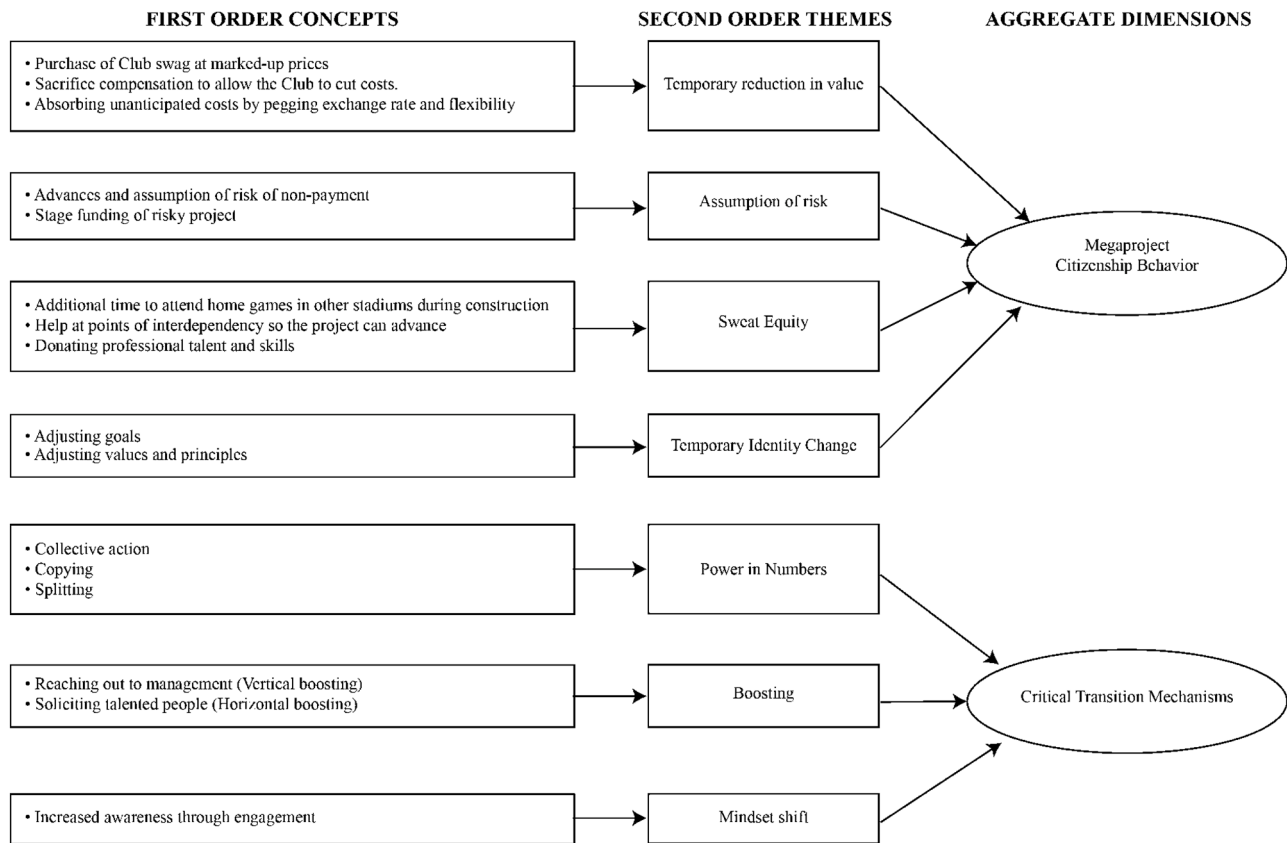 FIRST ORDER CONCEPTS
SECOND ORDER THEMES
AGGREGATE DIMENSIONS
• Purchase of Club swag at marked-up prices
• Sacrifice compensation to allow the Club to cut costs.
• Absorbing unanticipated costs by pegging exchange rate and flexibility
Temporary reduction in value
• Advances and assumption of risk of non-payment
• Stage funding of risky project
Assumption of risk
Megaproject
Citizenship Behavior
• Additional time to attend home games in other stadiums during construction
• Help at points of interdependency so the project can advance
• Donating professional talent and skills
Sweat Equity
• Adjusting goals
• Adjusting values and principles
Temporary Identity Change
• Collective action
• Copying
• Splitting
Power in Numbers
• Reaching out to management (Vertical boosting)
• Soliciting talented people (Horizontal boosting)
Boosting
Critical Transition Mechanisms
• Increased awareness through engagement
Mindset shift